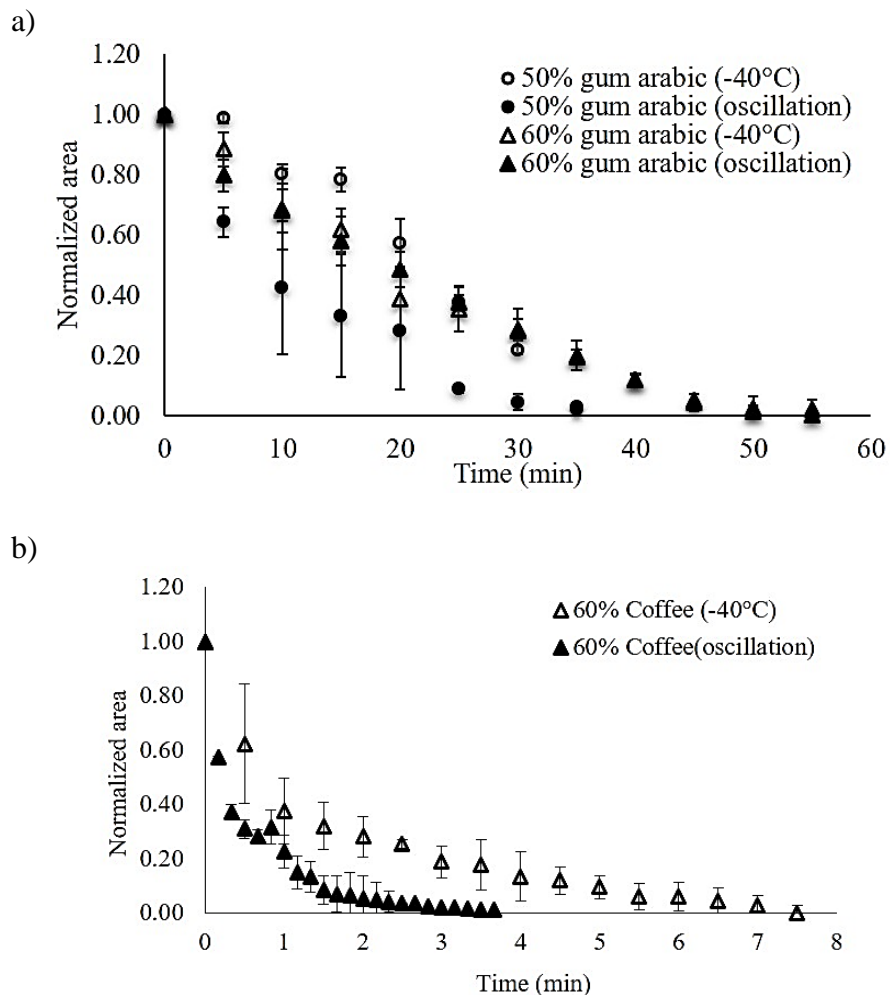 a)
1.20
1.00
0.80
0.60
0.40
0.20
0.00
Normalized area
50% gum arabic (-40°C)
50% gum arabic (oscillation)
60% gum arabic (-40°C)
60% gum arabic (oscillation)
0 10 20 30 40 50 60
Time (min)
b)
1.20
1.00
0.80
0.60
0.40
0.20
0.00
Normalized area
60% Coffee (-40°C)
60% Coffee(oscillation)
0 1 2 3 4 5 6 7 8
Time (min)